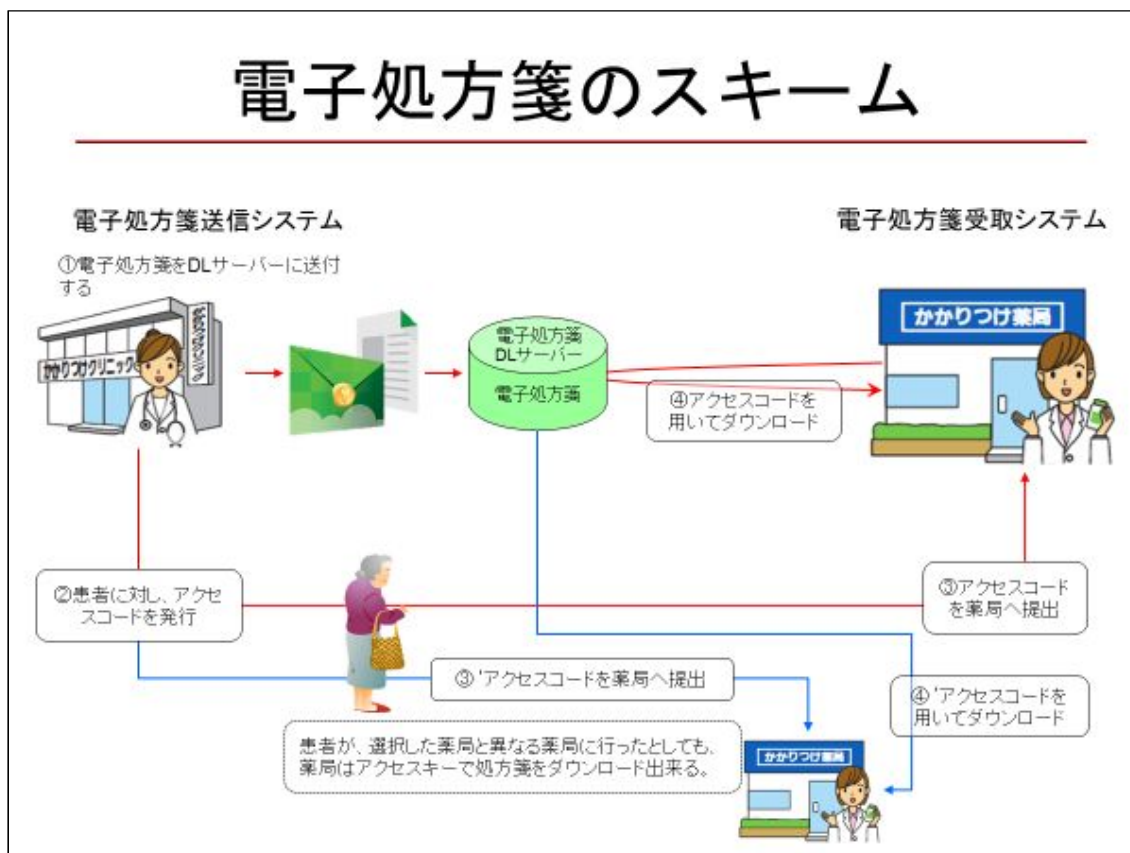 電子処方箋のスキーム
電子処方箋送信システム
電子処方箋受取システム
①電子処方箋をDLサーバーに送付
する
かかりつけクリニック
かかりつけクリニック
電子処方箋
DLサーバー
電子処方箋
かかりつけ薬局
④アクセスコードを
用いてダウンロード
②患者に対し、アクセ
スコードを発行
③アクセスコード
を薬局へ提出
③'アクセスコードを薬局へ提出
④'アクセスコードを
用いてダウンロード
患者が、選択した薬局と異なる薬局に行ったとしても、
薬局はアクセスキーで処方箋をダウンロード出来る。
かかりつけ薬局